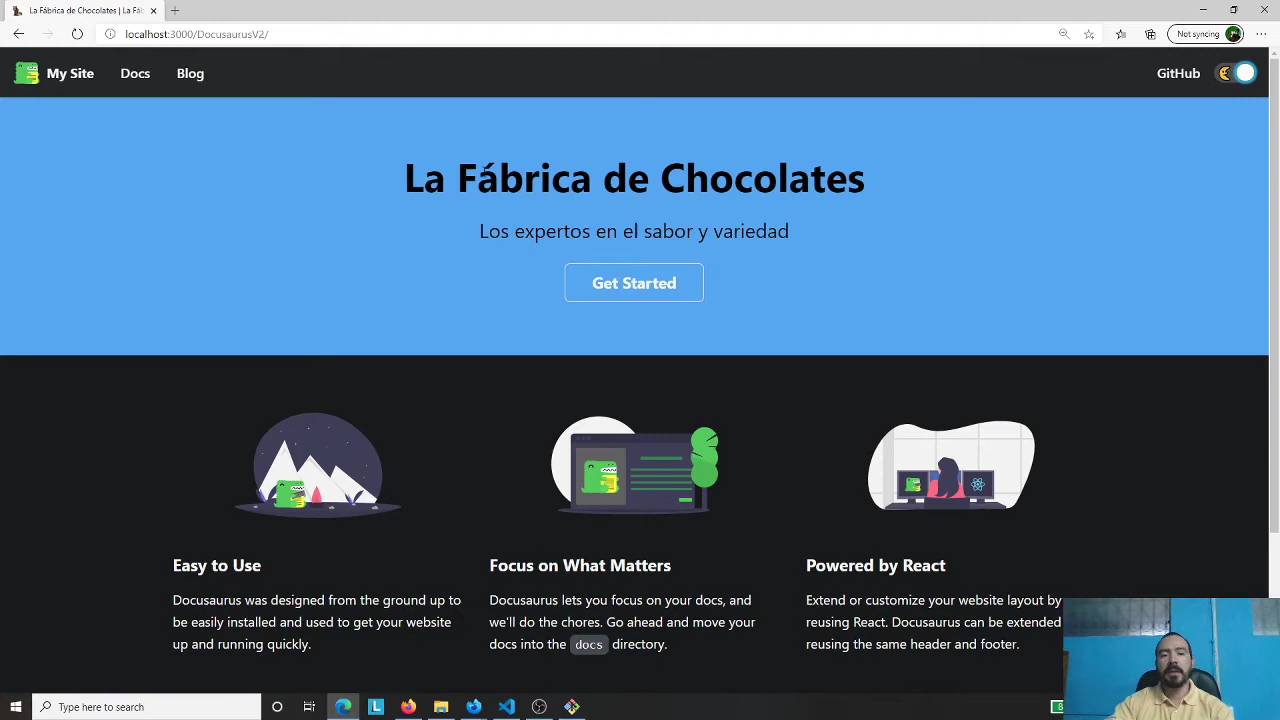 La Fábrica de Chocolates | La Fáb
localhost:3000/DocusaurusV2/
Not syncing
My Site
Docs
Blog
GitHub
La Fábrica de Chocolates
Los expertos en el sabor y variedad
Get Started
Easy to Use
Docusaurus was designed from the ground up to
be easily installed and used to get your website
up and running quickly.
Focus on What Matters
Docusaurus lets you focus on your docs, and
we'll do the chores. Go ahead and move your
docs into the docs directory.
Powered by React
Extend or customize your website layout by
reusing React. Docusaurus can be extended
reusing the same header and footer.
Type here to search